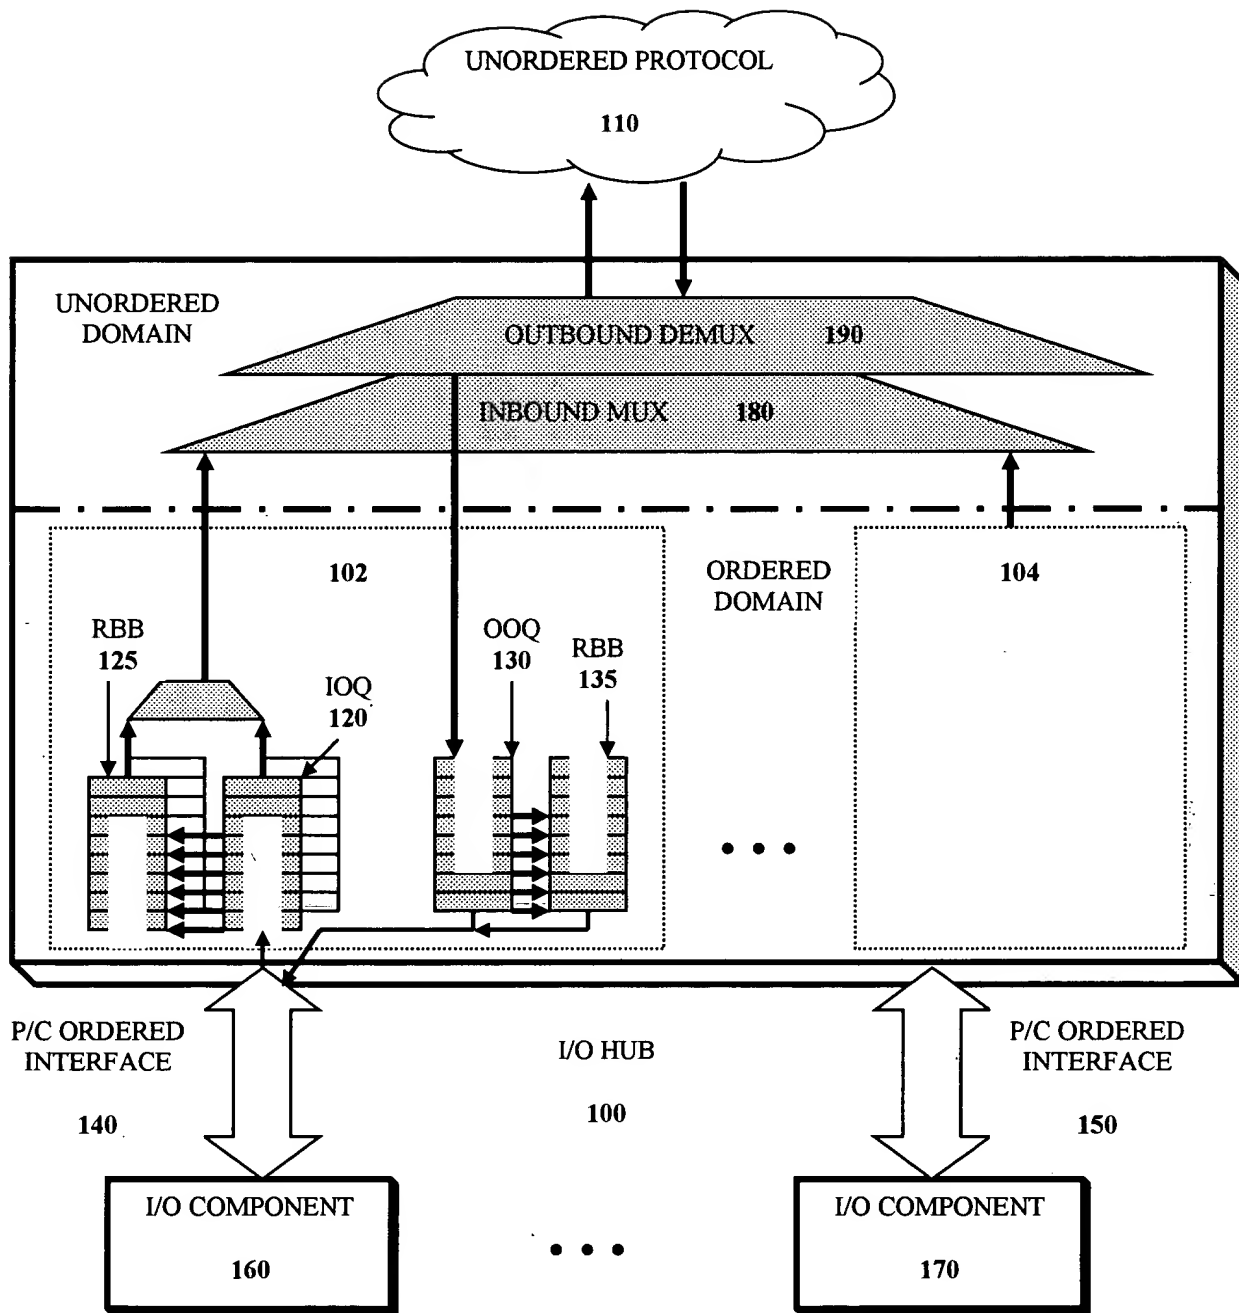 UNORDERED PROTOCOL
110
UNORDERED
DOMAIN
OUTBOUND DEMUX 190
INBOUND MUX 180
102
ORDERED
DOMAIN
104
RBB
125
IOQ
120
OOQ
130
RBB
135
P/C ORDERED
INTERFACE
140
I/O HUB
100
P/C ORDERED
INTERFACE
150
I/O COMPONENT
160
I/O COMPONENT
170